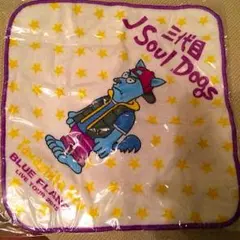 三代目
J Soul Dogs
BLUE PLANET
LIVE TOUR